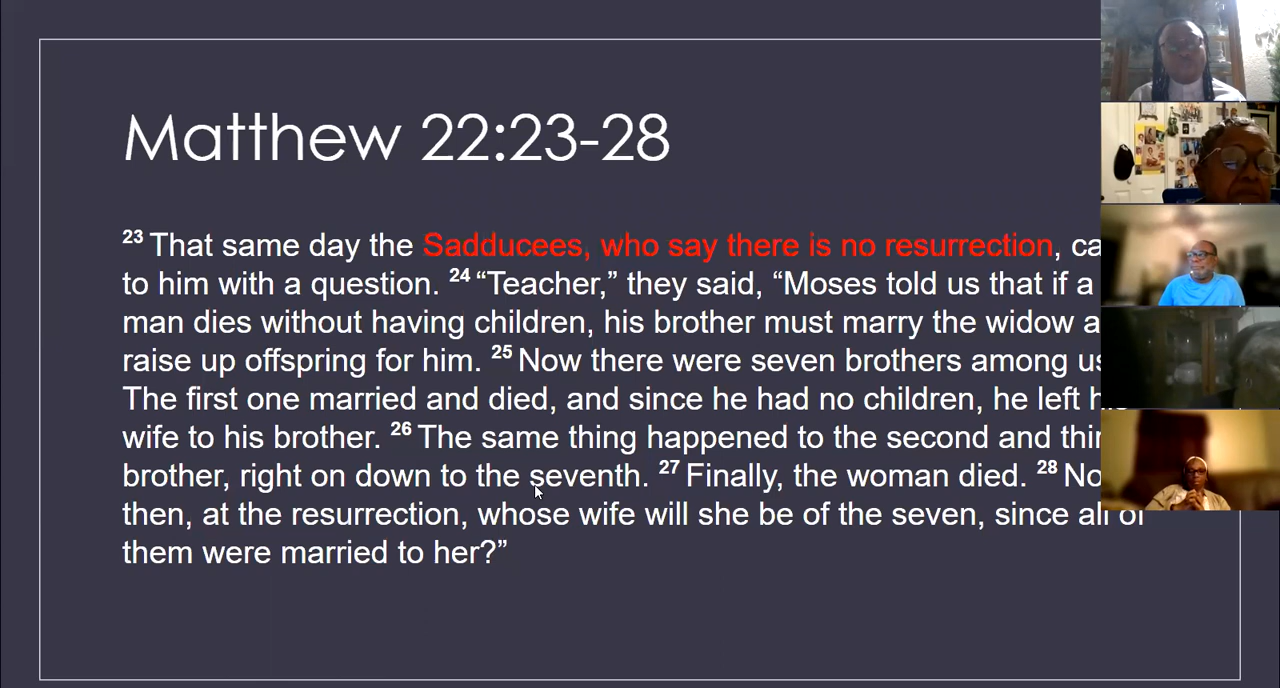 Matthew 22:23-28
23 That same day the Sadducees, who say there is no resurrection, ca
to him with a question. 24 “Teacher,” they said, “Moses told us that if a
man dies without having children, his brother must marry the widow a
raise up offspring for him. 25 Now there were seven brothers among us
The first one married and died, and since he had no children, he left his
wife to his brother. 26 The same thing happened to the second and thir
brother, right on down to the seventh. 27 Finally, the woman died. 28 No
then, at the resurrection, whose wife will she be of the seven, since all of
them were married to her?”